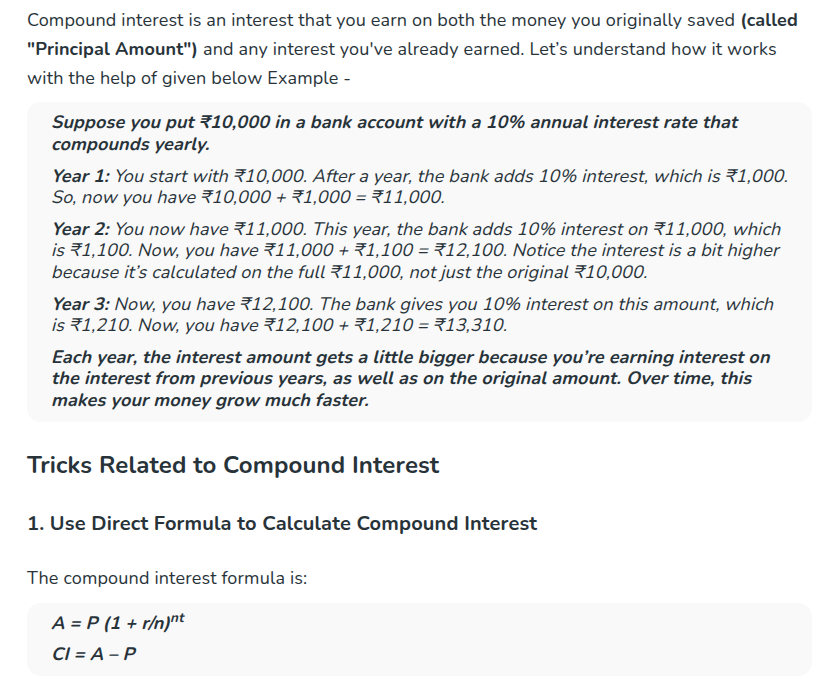 Compound interest is an interest that you earn on both the money you originally saved (called
"Principal Amount") and any interest you've already earned. Let’s understand how it works
with the help of given below Example -
Suppose you put ₹10,000 in a bank account with a 10% annual interest rate that
compounds yearly.
Year 1: You start with ₹10,000. After a year, the bank adds 10% interest, which is ₹1,000.
So, now you have ₹10,000 + ₹1,000 = ₹11,000.
Year 2: You now have ₹11,000. This year, the bank adds 10% interest on ₹11,000, which
is ₹1,100. Now, you have ₹11,000 + ₹1,100 = ₹12,100. Notice the interest is a bit higher
because it’s calculated on the full ₹11,000, not just the original ₹10,000.
Year 3: Now, you have ₹12,100. The bank gives you 10% interest on this amount, which
is ₹1,210. Now, you have ₹12,100 + ₹1,210 = ₹13,310.
Each year, the interest amount gets a little bigger because you’re earning interest on
the interest from previous years, as well as on the original amount. Over time, this
makes your money grow much faster.
Tricks Related to Compound Interest
1. Use Direct Formula to Calculate Compound Interest
The compound interest formula is:
A = P (1 + r/n)ⁿᵗ
CI = A – P